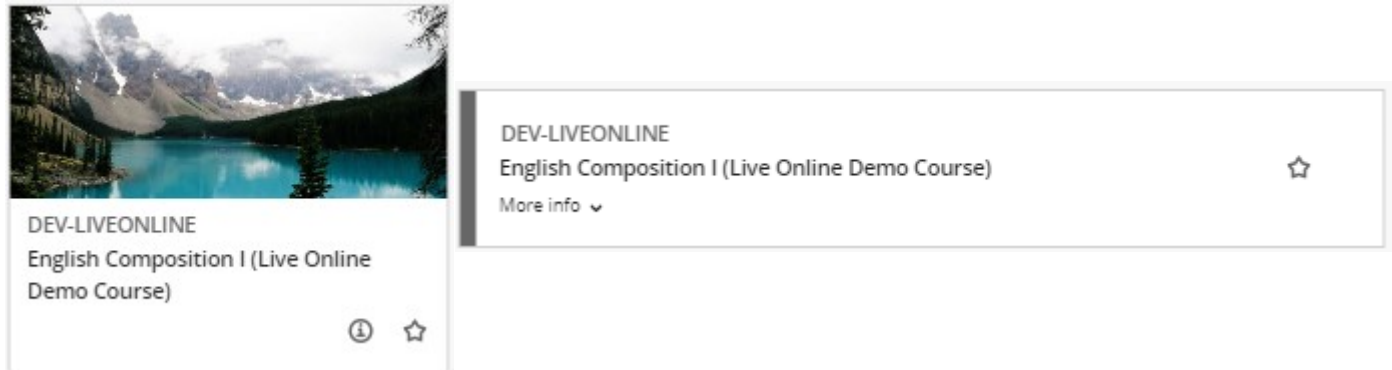 DEV-LIVEONLINE
English Composition I (Live Online
Demo Course)
DEV-LIVEONLINE
English Composition I (Live Online Demo Course)
More info